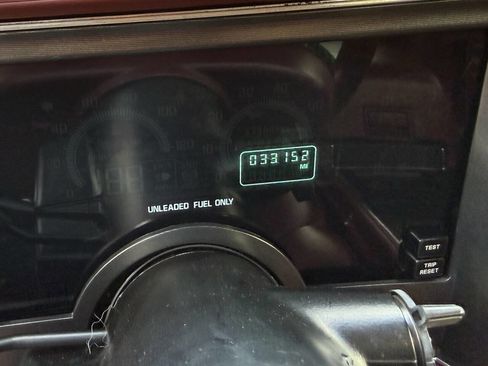 033152
MI
UNLEADED FUEL ONLY
TEST
TRIP
RESET